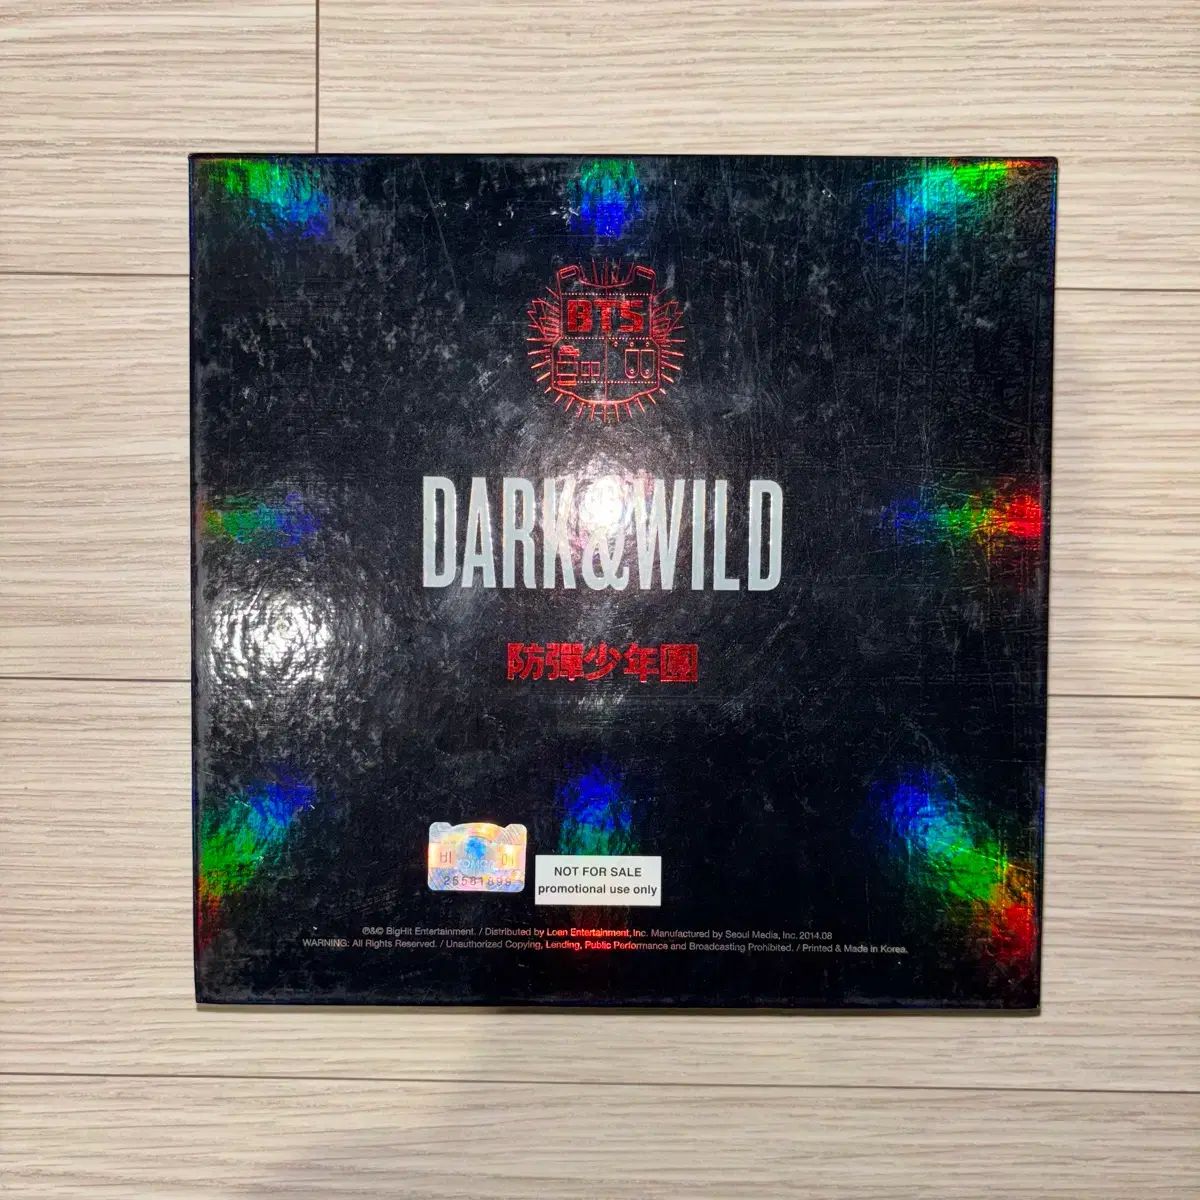 BTS
DARK&WILD
防彈少年團
25581899
NOT FOR SALE
promotional use only
℗&© BigHit Entertainment. / Distributed by Loen Entertainment, Inc. Manufactured by Seoul Media, Inc. 2014.08
WARNING: All Rights Reserved. / Unauthorized Copying, Lending, Public Performance and Broadcasting Prohibited. / Printed & Made in Korea.